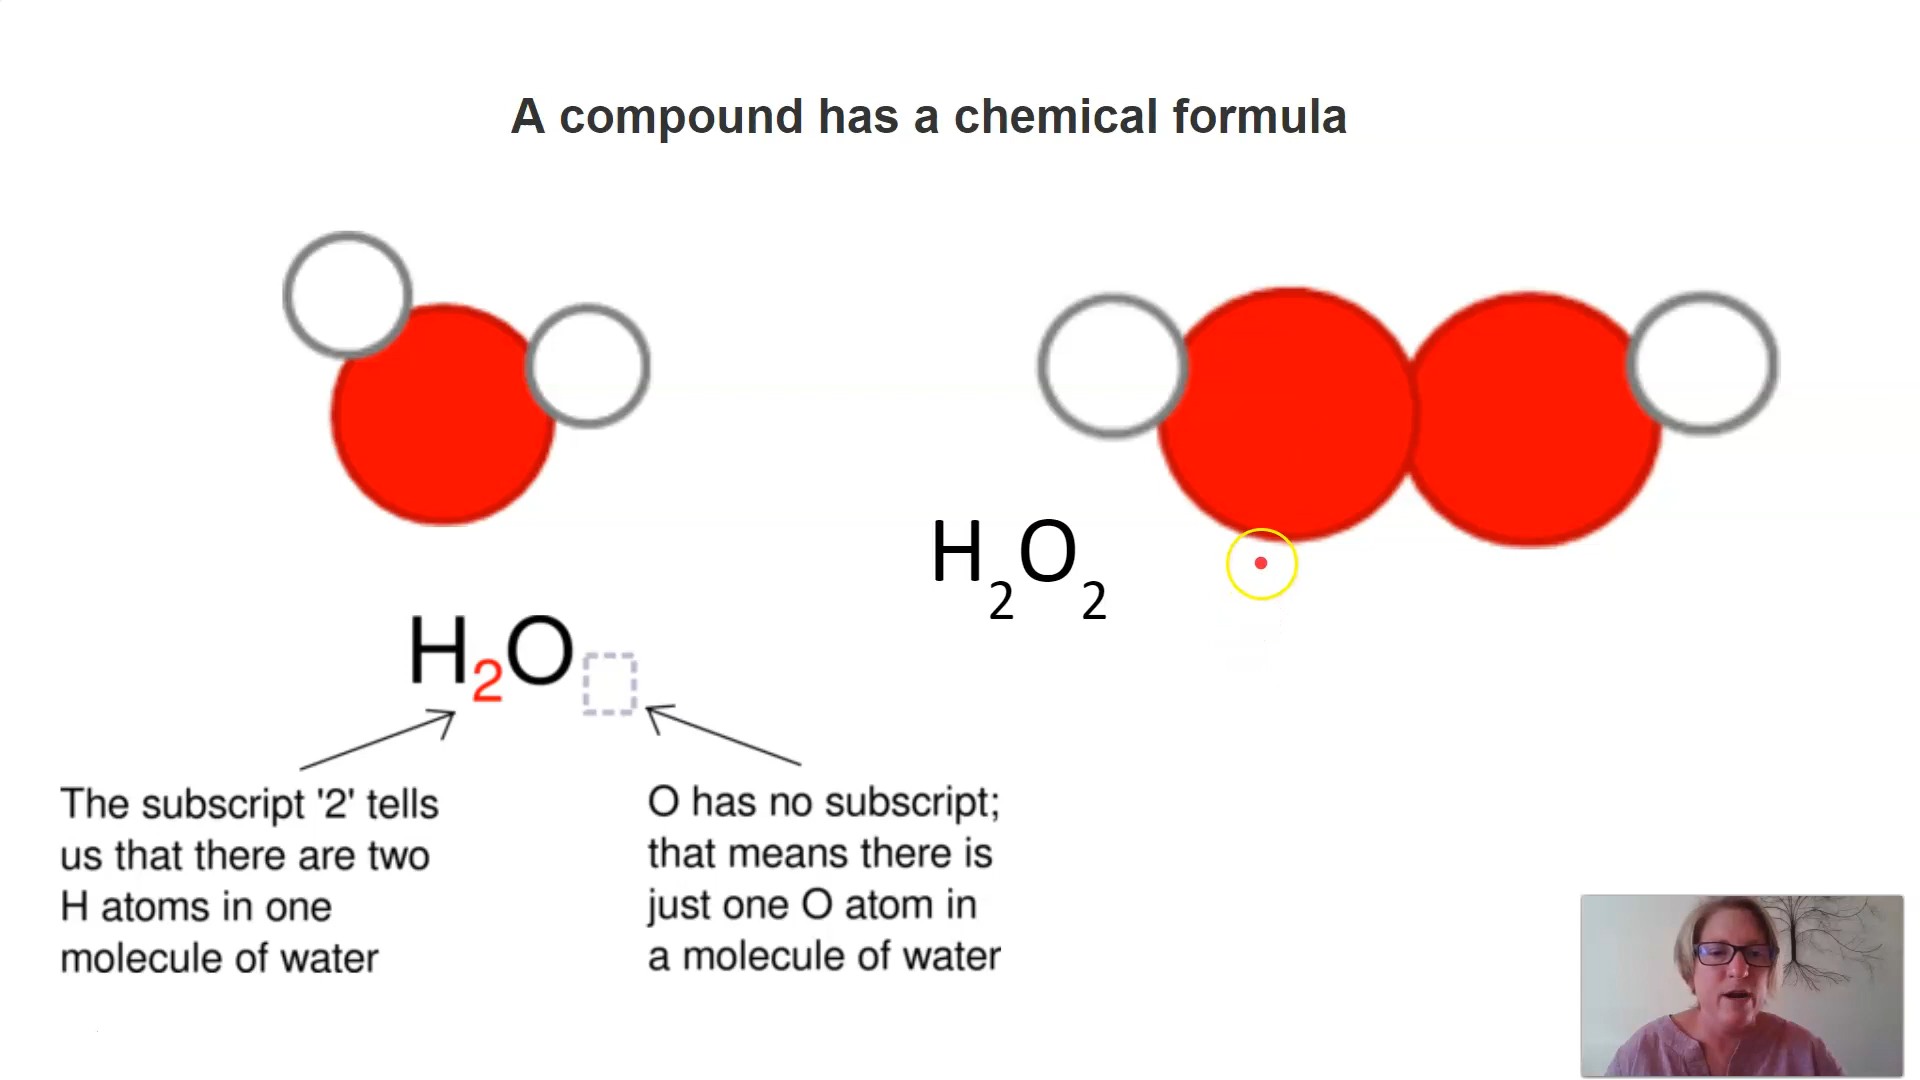 A compound has a chemical formula
H₂O₂
H₂O
The subscript '2' tells
us that there are two
H atoms in one
molecule of water
O has no subscript;
that means there is
just one O atom in
a molecule of water